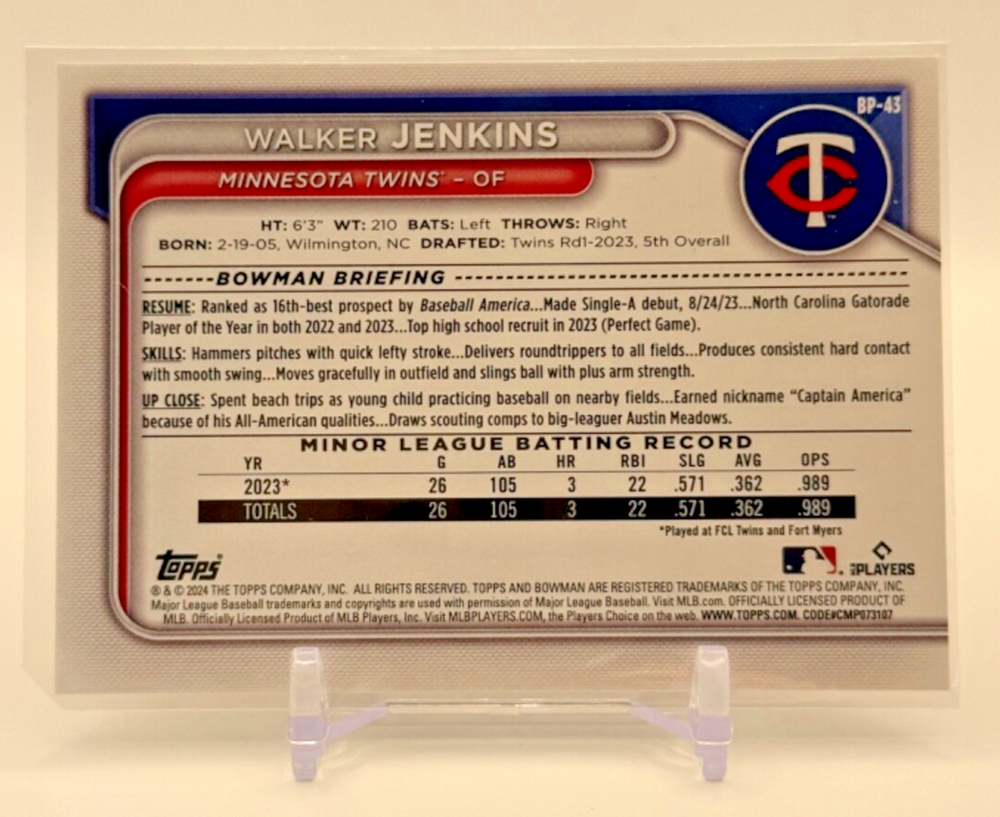 BP-43
WALKER JENKINS
MINNESOTA TWINS™ – OF
TC
HT: 6'3" WT: 210 BATS: Left THROWS: Right
BORN: 2-19-05, Wilmington, NC DRAFTED: Twins Rd1-2023, 5th Overall
BOWMAN BRIEFING
RESUME: Ranked as 16th-best prospect by Baseball America...Made Single-A debut, 8/24/23...North Carolina Gatorade
Player of the Year in both 2022 and 2023...Top high school recruit in 2023 (Perfect Game).
SKILLS: Hammers pitches with quick lefty stroke...Delivers roundtrippers to all fields...Produces consistent hard contact
with smooth swing...Moves gracefully in outfield and slings ball with plus arm strength.
UP CLOSE: Spent beach trips as young child practicing baseball on nearby fields...Earned nickname “Captain America”
because of his All-American qualities...Draws scouting comps to big-leaguer Austin Meadows.
MINOR LEAGUE BATTING RECORD
YR G AB HR RBI SLG AVG OPS
2023* 26 105 3 22 .571 .362 .989
TOTALS 26 105 3 22 .571 .362 .989
*Played at FCL Twins and Fort Myers
Topps® PLAYERS
® & © 2024 THE TOPPS COMPANY, INC. ALL RIGHTS RESERVED. TOPPS AND BOWMAN ARE REGISTERED TRADEMARKS OF THE TOPPS COMPANY, INC.
Major League Baseball trademarks and copyrights are used with permission of Major League Baseball. Visit MLB.com. OFFICIALLY LICENSED PRODUCT OF
MLB. Officially Licensed Product of MLB Players, Inc. Visit MLBPLAYERS.COM, the Players Choice on the web. WWW.TOPPS.COM. CODE#CMP073107